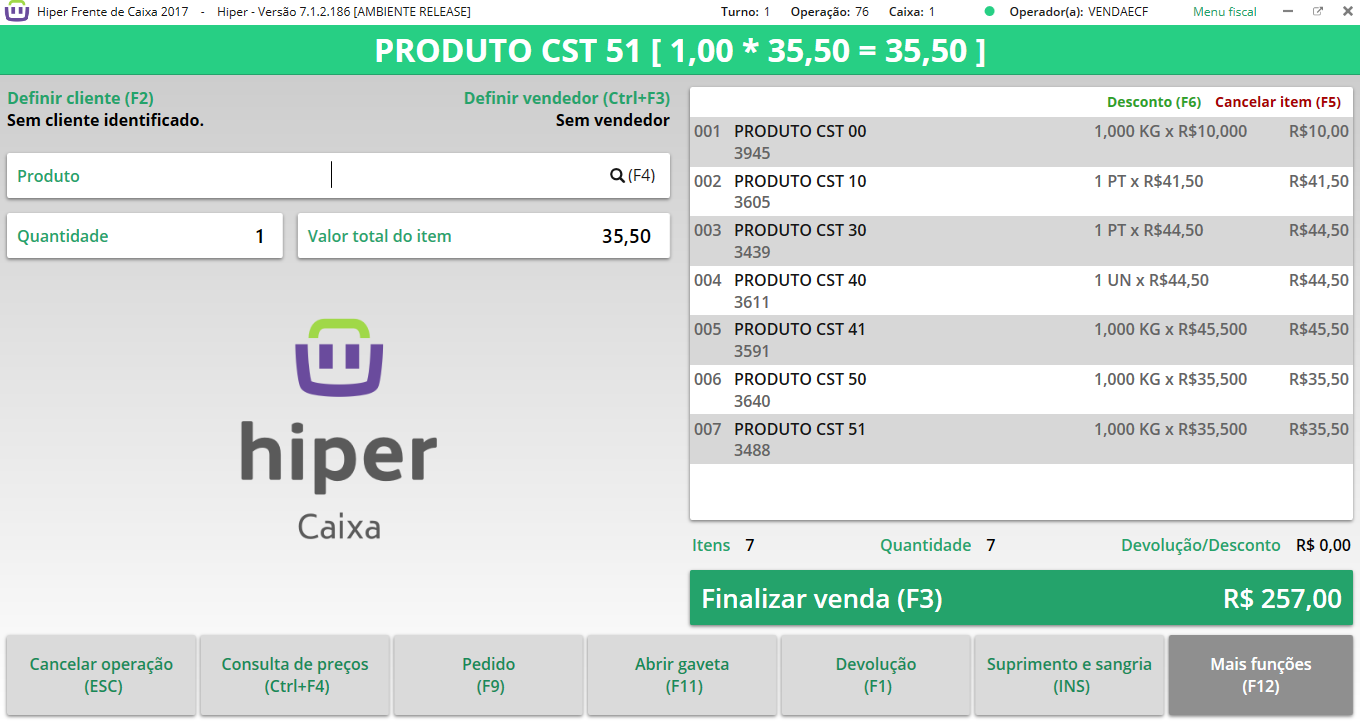 Hiper Frente de Caixa 2017 - Hiper - Versão 7.1.2.186 [AMBIENTE RELEASE] Turno: 1 Operação: 76 Caixa: 1 Operador(a): VENDAECF Menu fiscal
PRODUTO CST 51 [ 1,00 * 35,50 = 35,50 ]
Definir cliente (F2) Definir vendedor (Ctrl+F3)
Sem cliente identificado. Sem vendedor
Produto (F4)
Quantidade 1 Valor total do item 35,50
hiper
Caixa
Desconto (F6) Cancelar item (F5)
001 PRODUTO CST 00 1,000 KG x R$10,000 R$10,00
3945
002 PRODUTO CST 10 1 PT x R$41,50 R$41,50
3605
003 PRODUTO CST 30 1 PT x R$44,50 R$44,50
3439
004 PRODUTO CST 40 1 UN x R$44,50 R$44,50
3611
005 PRODUTO CST 41 1,000 KG x R$45,500 R$45,50
3591
006 PRODUTO CST 50 1,000 KG x R$35,500 R$35,50
3640
007 PRODUTO CST 51 1,000 KG x R$35,500 R$35,50
3488
Itens 7 Quantidade 7 Devolução/Desconto R$ 0,00
Finalizar venda (F3) R$ 257,00
Cancelar operação Consulta de preços Pedido Abrir gaveta Devolução Suprimento e sangria Mais funções
(ESC) (Ctrl+F4) (F9) (F11) (F1) (INS) (F12)